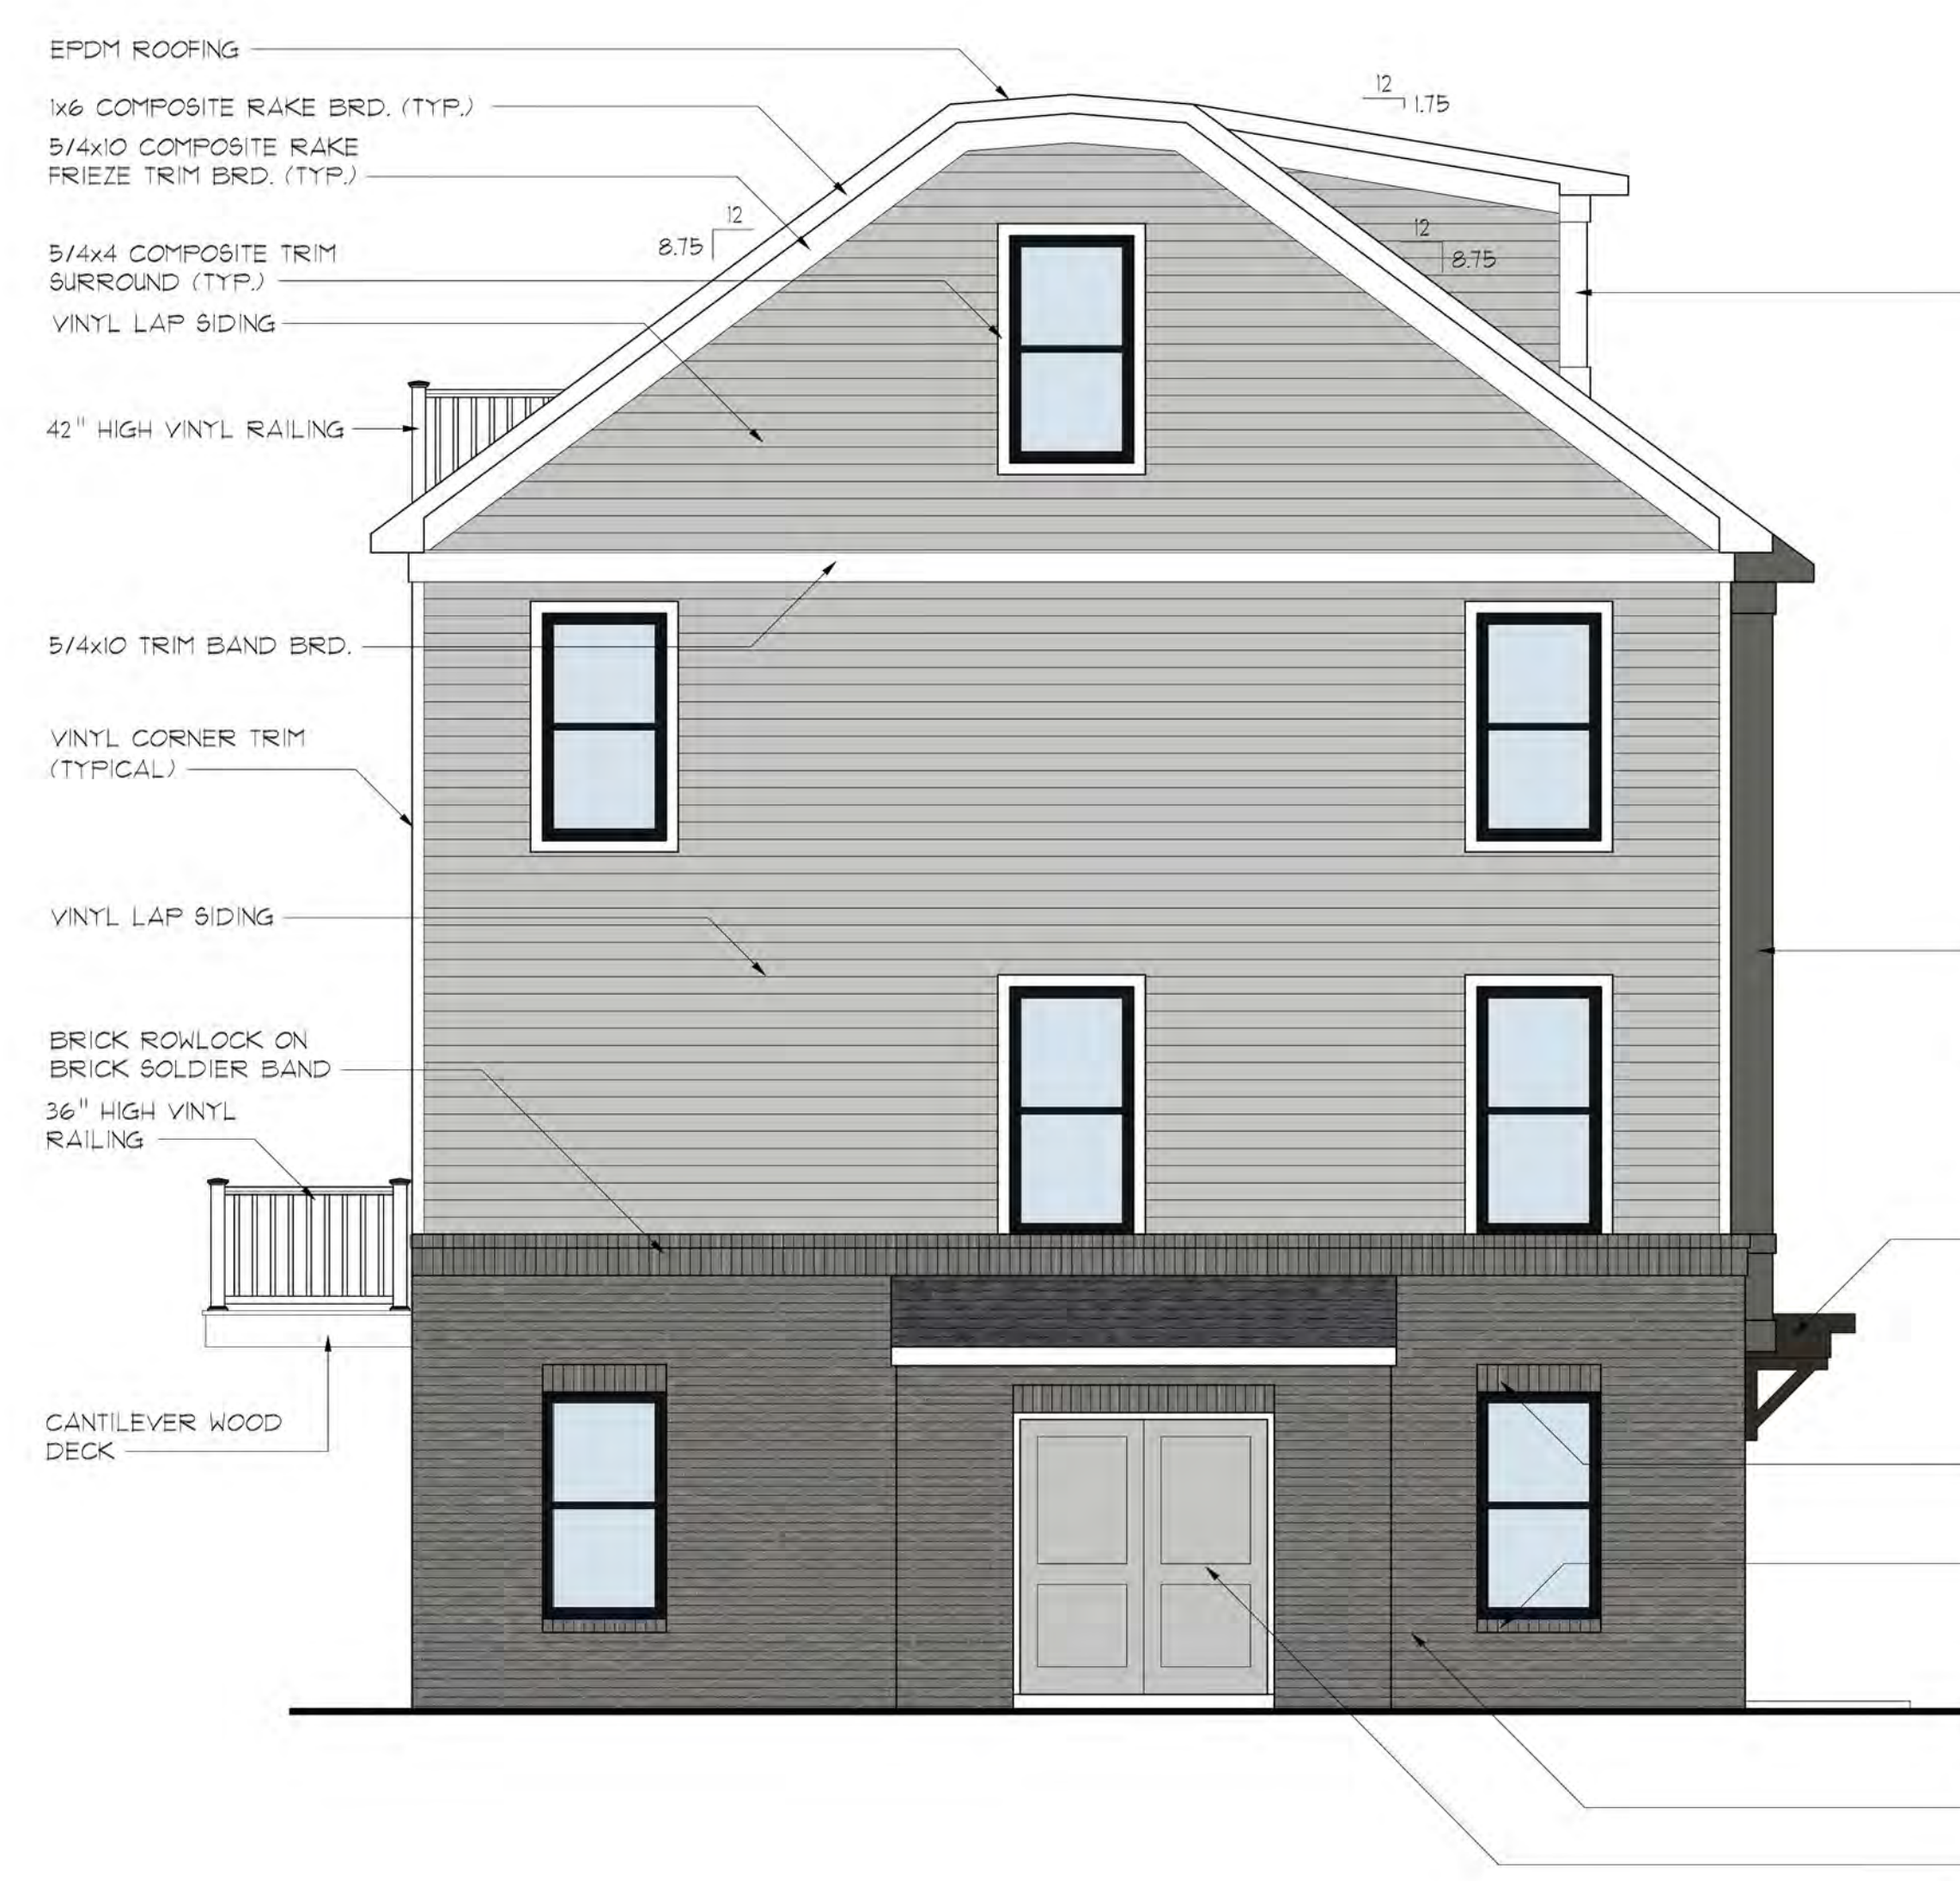 EPDM ROOFING
1x6 COMPOSITE RAKE BRD. (TYP.)
5/4x10 COMPOSITE RAKE
FRIEZE TRIM BRD. (TYP.)
12
1.75
12
8.75
12
8.75
5/4x4 COMPOSITE TRIM
SURROUND (TYP.)
VINYL LAP SIDING
42" HIGH VINYL RAILING
5/4x10 TRIM BAND BRD.
VINYL CORNER TRIM
(TYPICAL)
VINYL LAP SIDING
BRICK ROWLOCK ON
BRICK SOLDIER BAND
36" HIGH VINYL
RAILING
CANTILEVER WOOD
DECK